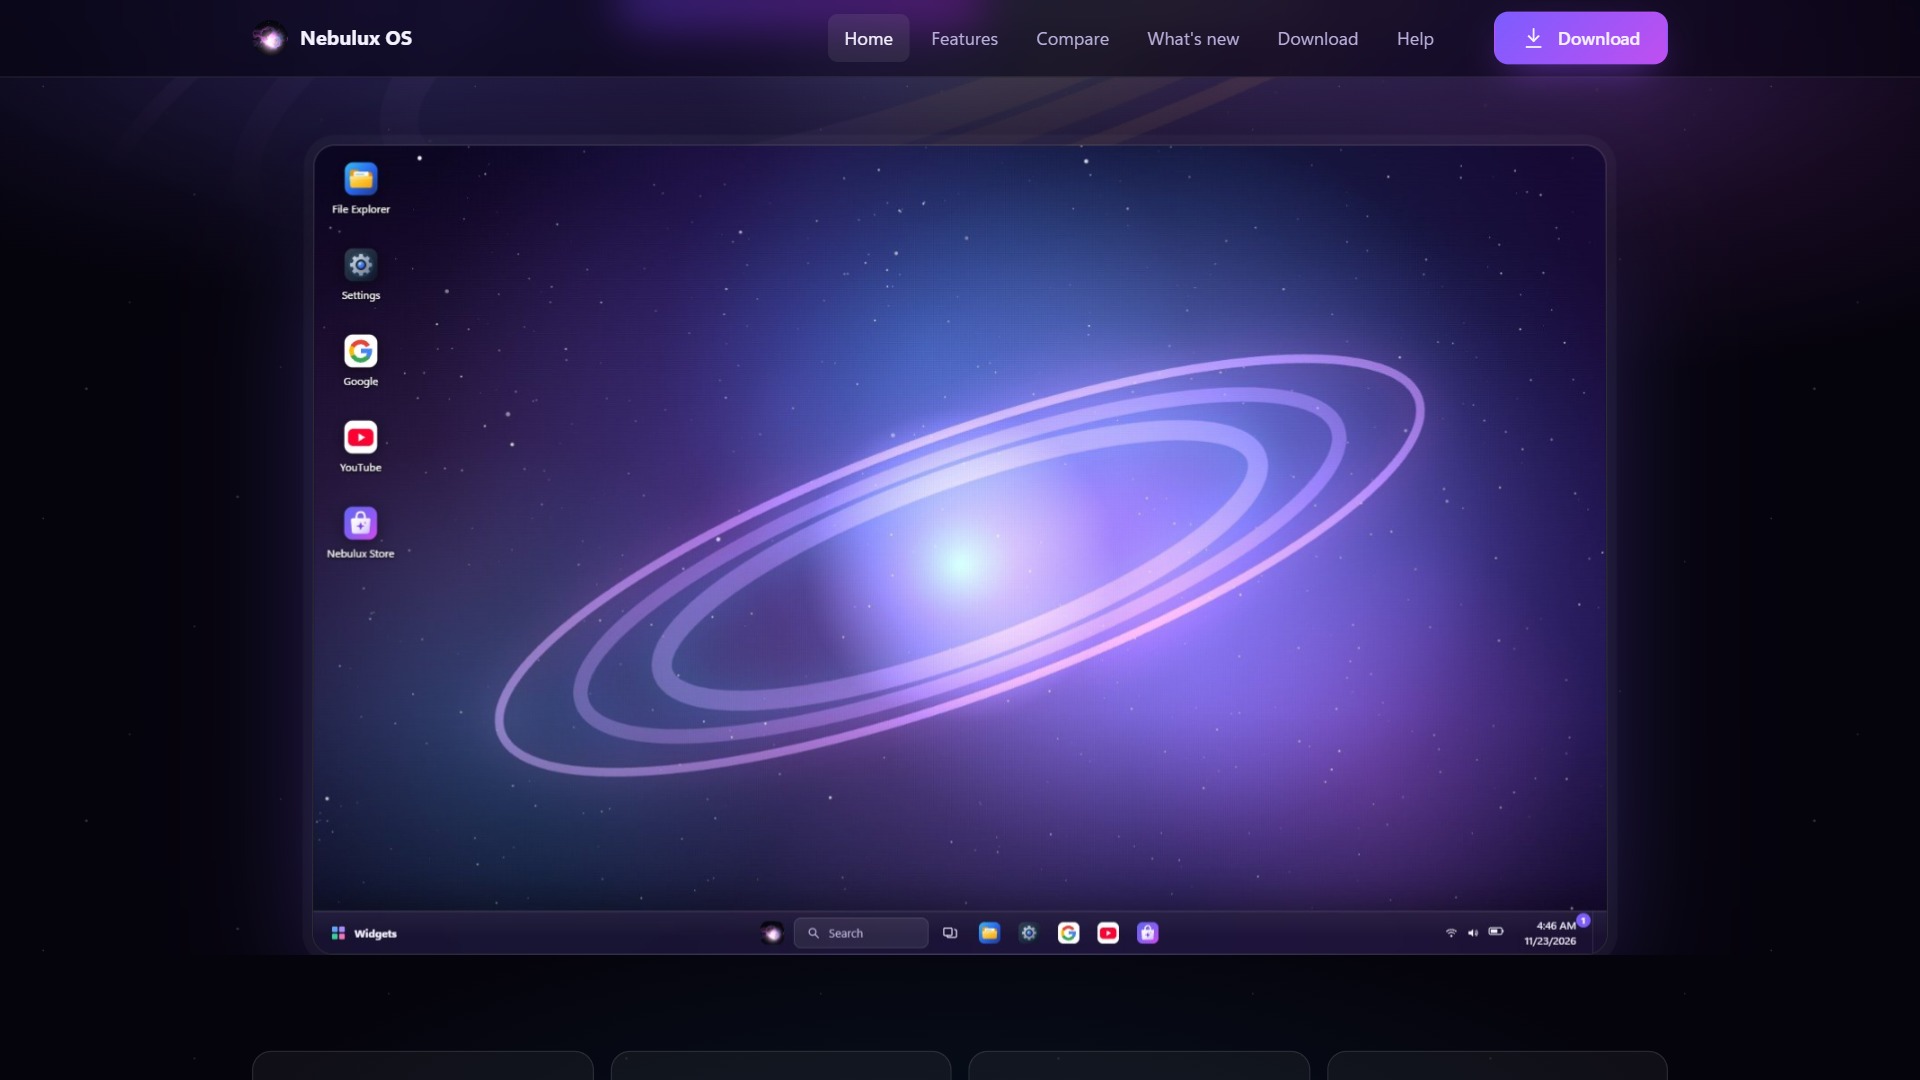 Nebulux OS
Home
Features
Compare
What's new
Download
Help
Download
File Explorer
Settings
Google
YouTube
Nebulux Store
Widgets
Search
4:46 AM
1
11/23/2026